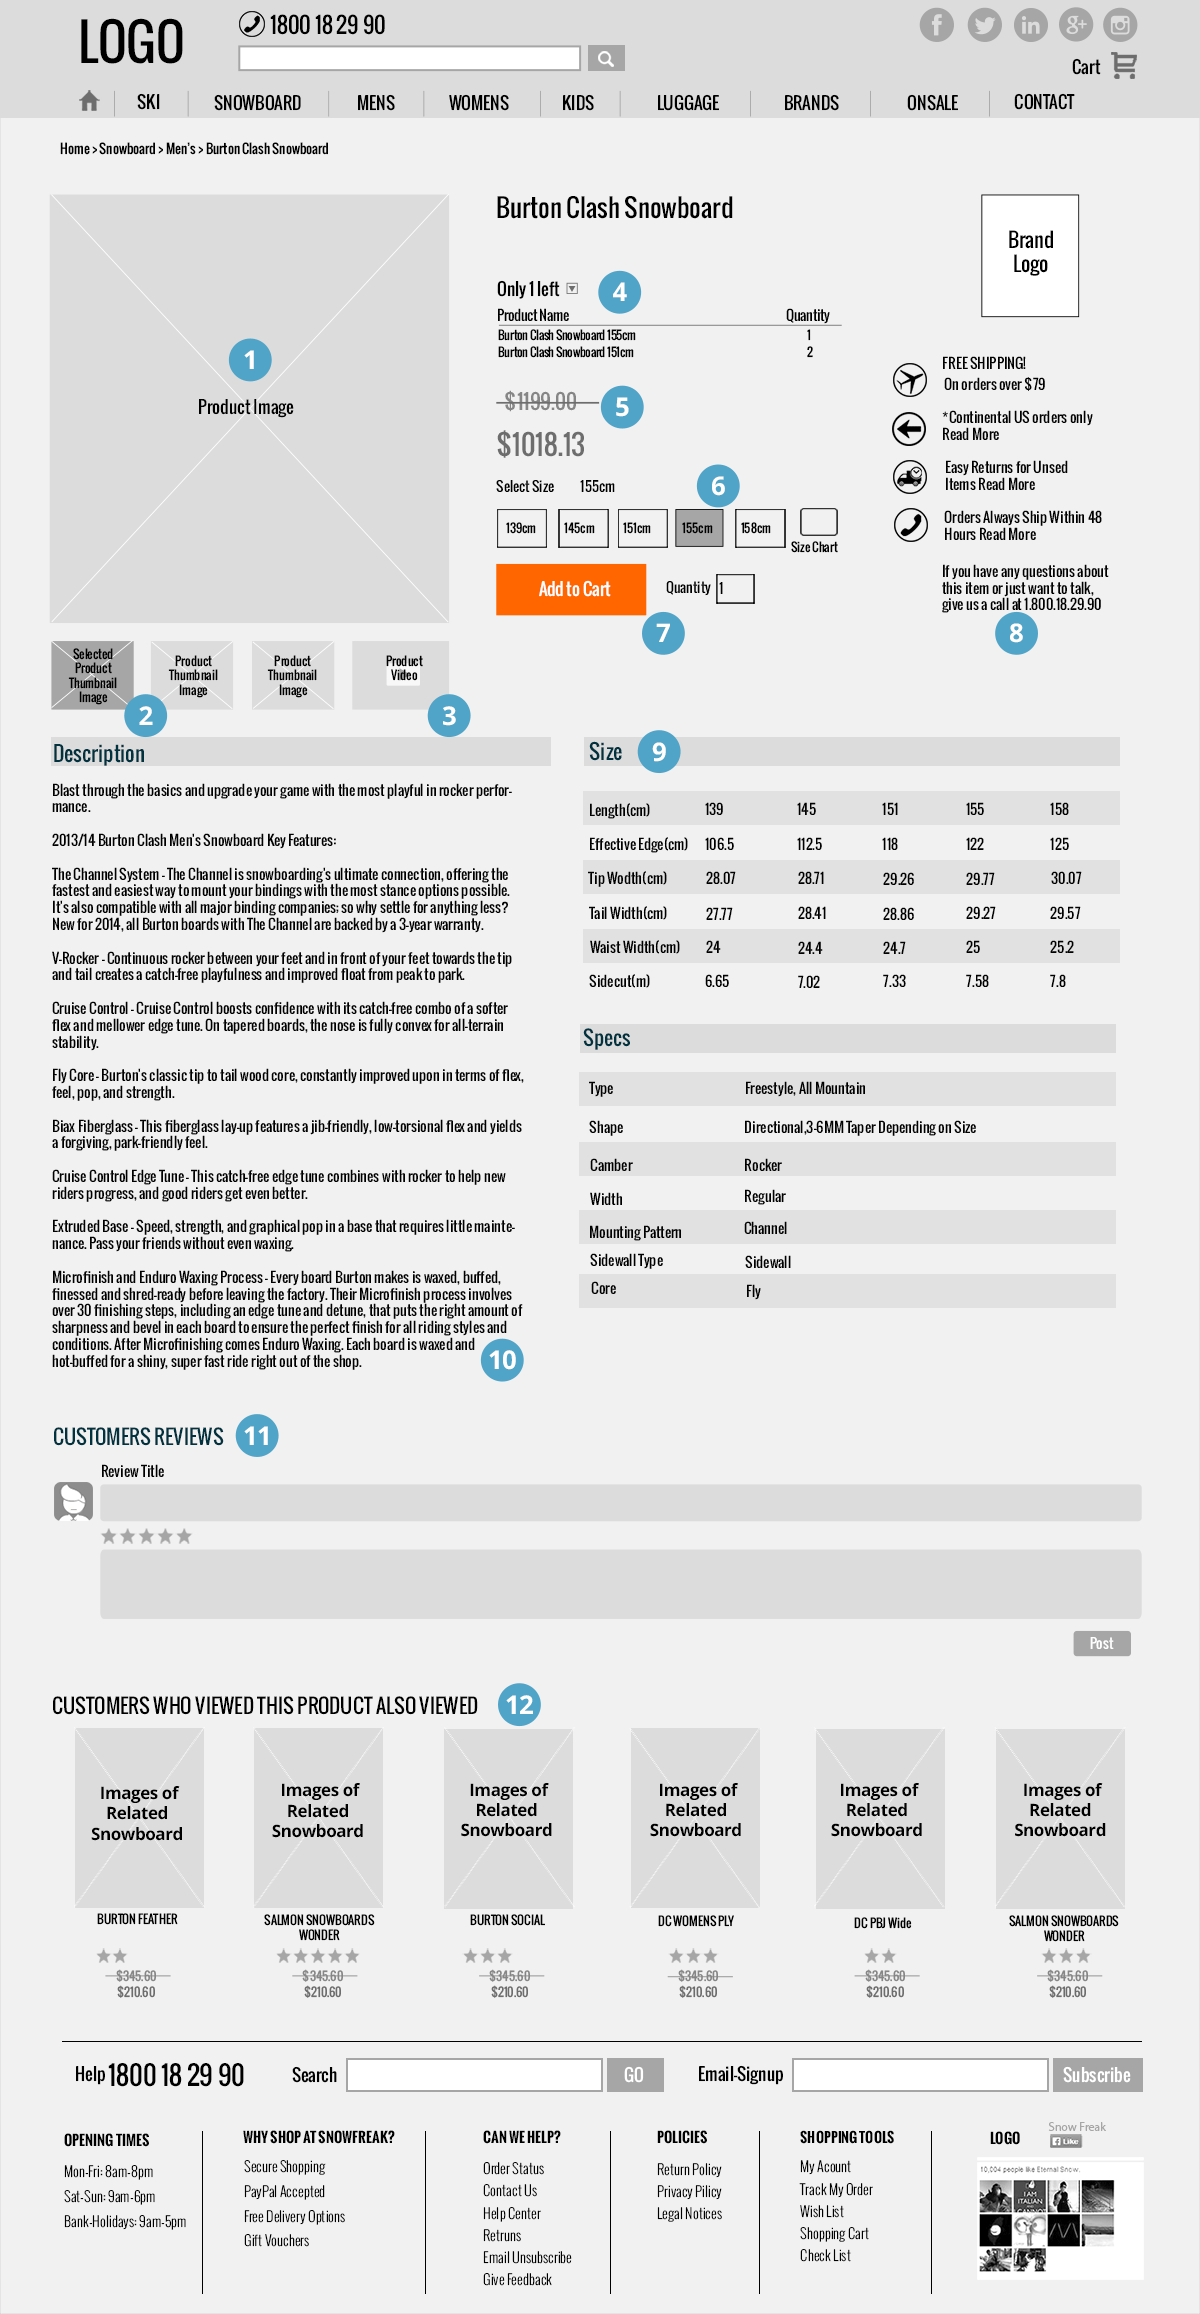 LOGO
1800 18 29 90
Cart
SKI
SNOWBOARD
MENS
WOMENS
KIDS
LUGGAGE
BRANDS
ONSALE
CONTACT
Home > Snowboard > Men's > Burton Clash Snowboard
1
Product Image
Selected
Product
Thumbnail
Image
2
Product
Thumbnail
Image
Product
Thumbnail
Image
Product
Video
3
Burton Clash Snowboard
Only 1 left
4
Product Name Quantity
Burton Clash Snowboard 155cm 1
Burton Clash Snowboard 151cm 2
$1199.00
5
$1018.13
Select Size 155cm
6
139cm
145cm
151cm
155cm
158cm
Size Chart
Add to Cart
Quantity 1
7
Brand
Logo
FREE SHIPPING!
On orders over $79
*Continental US orders only
Read More
Easy Returns for Unsed
Items Read More
Orders Always Ship Within 48
Hours Read More
If you have any questions about
this item or just want to talk,
give us a call at 1.800.18.29.90
8
Description
Blast through the basics and upgrade your game with the most playful in rocker perfor-
mance.
2013/14 Burton Clash Men's Snowboard Key Features:
The Channel System - The Channel is snowboarding's ultimate connection, offering the
fastest and easiest way to mount your bindings with the most stance options possible.
It's also compatible with all major binding companies; so why settle for anything less?
New for 2014, all Burton boards with The Channel are backed by a 3-year warranty.
V-Rocker - Continuous rocker between your feet and in front of your feet towards the tip
and tail creates a catch-free playfulness and improved float from peak to park.
Cruise Control - Cruise Control boosts confidence with its catch-free combo of a softer
flex and mellower edge tune. On tapered boards, the nose is fully convex for all-terrain
stability.
Fly Core - Burton's classic tip to tail wood core, constantly improved upon in terms of flex,
feel, pop, and strength.
Biax Fiberglass - This fiberglass lay-up features a jib-friendly, low-torsional flex and yields
a forgiving, park-friendly feel.
Cruise Control Edge Tune - This catch-free edge tune combines with rocker to help new
riders progress, and good riders get even better.
Extruded Base - Speed, strength, and graphical pop in a base that requires little mainte-
nance. Pass your friends without even waxing.
Microfinish and Enduro Waxing Process - Every board Burton makes is waxed, buffed,
finessed and shred-ready before leaving the factory. Their Microfinish process involves
over 30 finishing steps, including an edge tune and detune, that puts the right amount of
sharpness and bevel in each board to ensure the perfect finish for all riding styles and
conditions. After Microfinishing comes Enduro Waxing. Each board is waxed and
hot-buffed for a shiny, super fast ride right out of the shop.
10
Size
9
Length(cm) 139 145 151 155 158
Effective Edge(cm) 106.5 112.5 118 122 125
Tip Wodth(cm) 28.07 28.71 29.26 29.77 30.07
Tail Width(cm) 27.77 28.41 28.86 29.27 29.57
Waist Width(cm) 24 24.4 24.7 25 25.2
Sidecut(m) 6.65 7.02 7.33 7.58 7.8
Specs
Type Freestyle, All Mountain
Shape Directional,3-6MM Taper Depending on Size
Camber Rocker
Width Regular
Mounting Pattern Channel
Sidewall Type Sidewall
Core Fly
CUSTOMERS REVIEWS
11
Review Title
Post
CUSTOMERS WHO VIEWED THIS PRODUCT ALSO VIEWED
12
Images of
Related
Snowboard
BURTON FEATHER
$345.60
$210.60
Images of
Related
Snowboard
SALMON SNOWBOARDS
WONDER
$345.60
$210.60
Images of
Related
Snowboard
BURTON SOCIAL
$345.60
$210.60
Images of
Related
Snowboard
DC WOMENS PLY
$345.60
$210.60
Images of
Related
Snowboard
DC PBJ Wide
$345.60
$210.60
Images of
Related
Snowboard
SALMON SNOWBOARDS
WONDER
$345.60
$210.60
Help 1800 18 29 90
Search
GO
Email-Signup
Subscribe
OPENING TIMES
Mon-Fri: 8am-8pm
Sat-Sun: 9am-6pm
Bank-Holidays: 9am-5pm
WHY SHOP AT SNOWFREAK?
Secure Shopping
PayPal Accepted
Free Delivery Options
Gift Vouchers
CAN WE HELP?
Order Status
Contact Us
Help Center
Retruns
Email Unsubscribe
Give Feedback
POLICIES
Return Policy
Privacy Pilicy
Legal Notices
SHOPPING TOOLS
My Acount
Track My Order
Wish List
Shopping Cart
Check List
LOGO
Snow Freak
Like
10,004 people like Eternal Snow.
I AM
ITALIAN